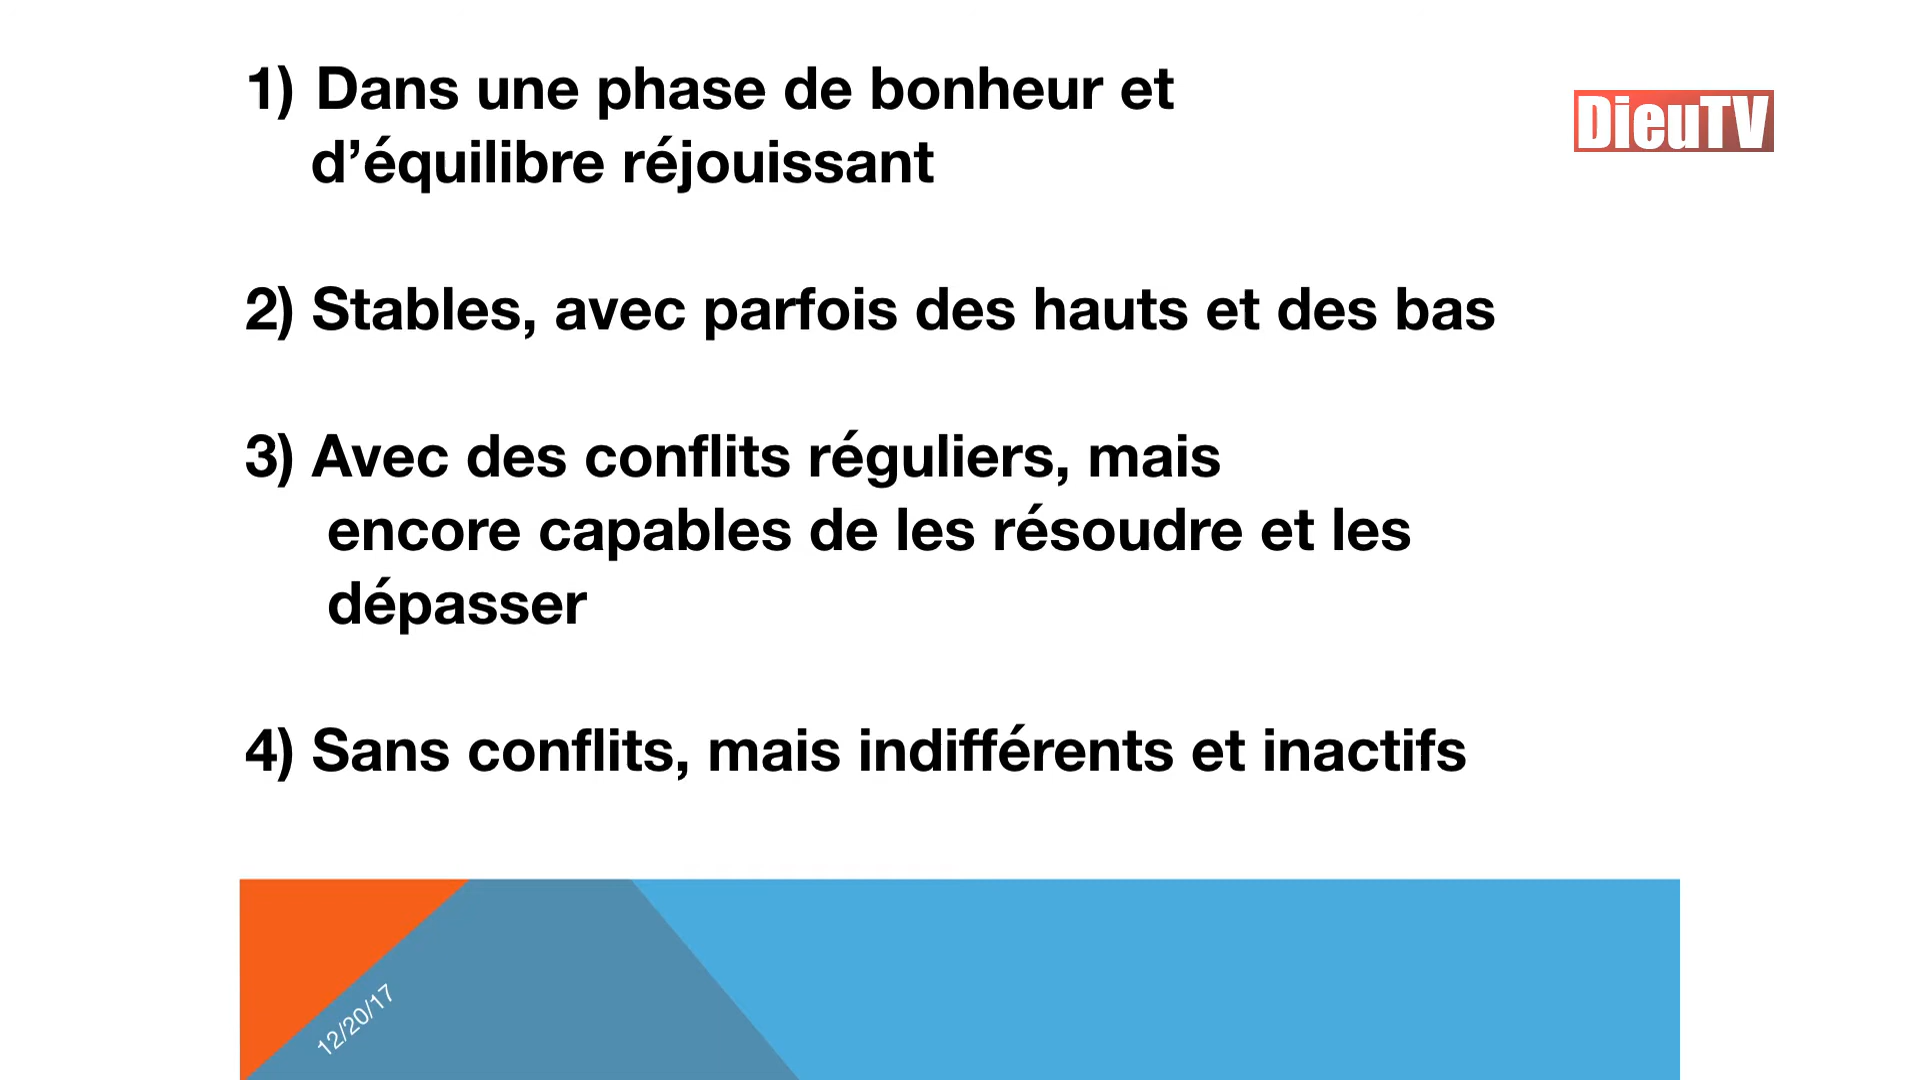 1) Dans une phase de bonheur et
d’équilibre réjouissant
DieuTV
2) Stables, avec parfois des hauts et des bas
3) Avec des conflits réguliers, mais
encore capables de les résoudre et les
dépasser
4) Sans conflits, mais indifférents et inactifs
12/20/17